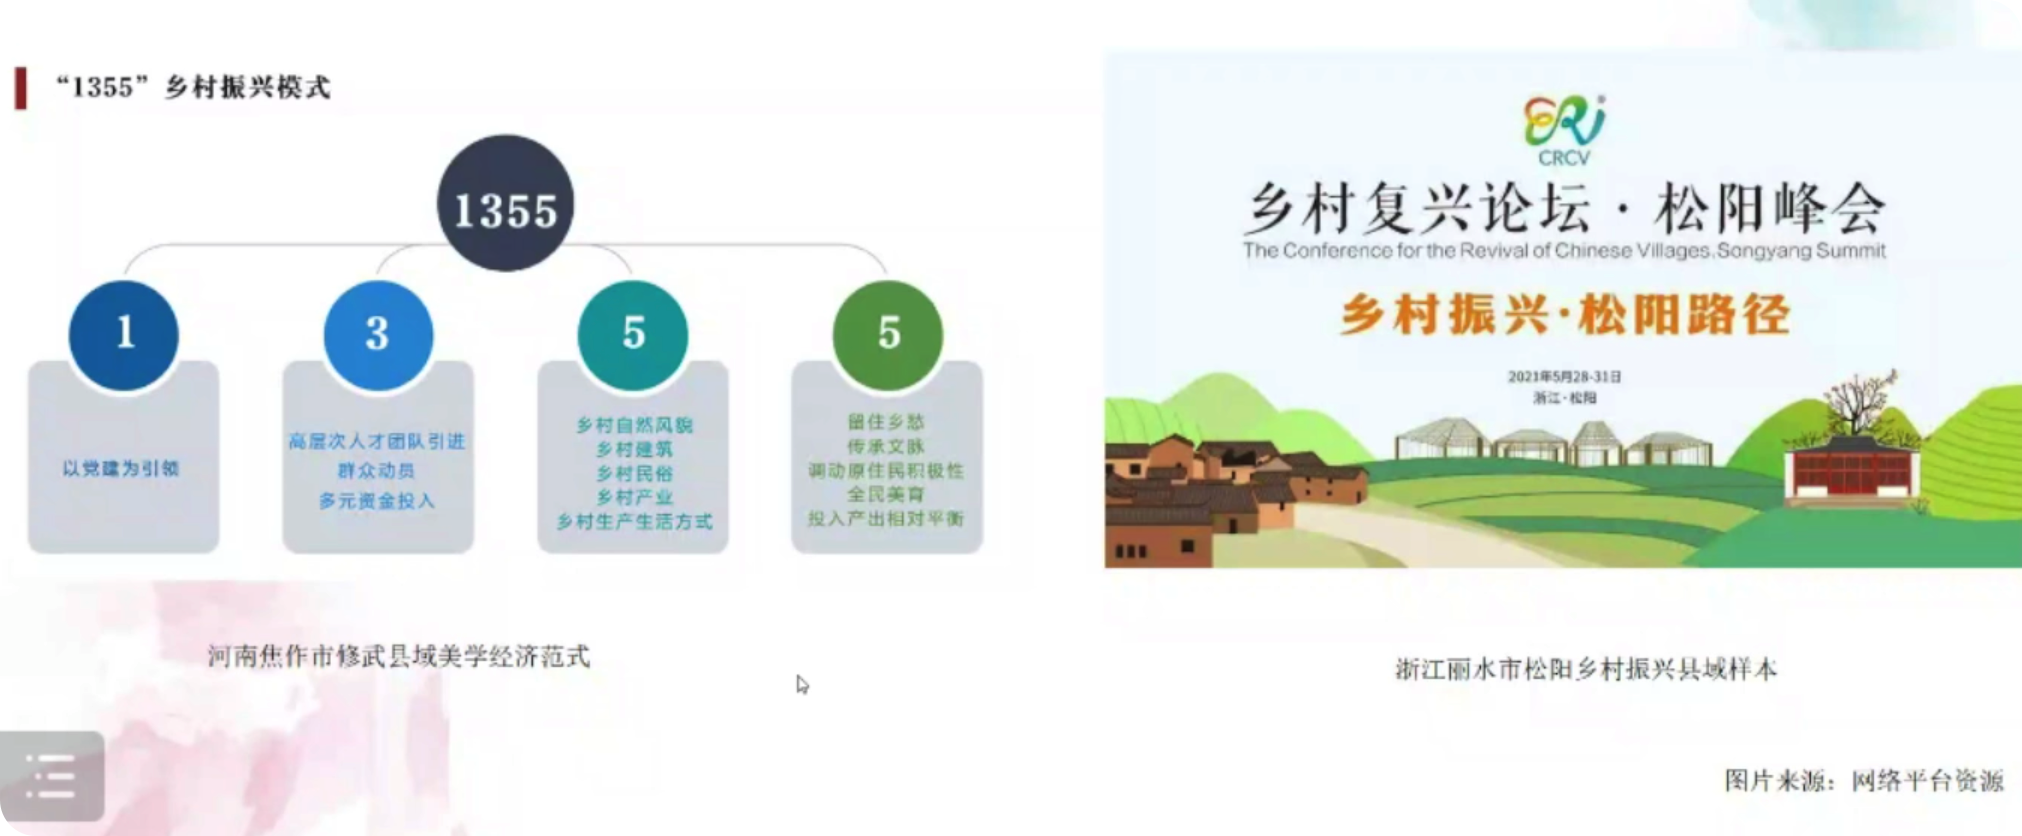 “1355”乡村振兴模式
1355
1
以党建为引领
3
高层次人才团队引进
群众动员
多元资金投入
5
乡村自然风貌
乡村建筑
乡村民俗
乡村产业
乡村生产生活方式
5
留住乡愁
传承文脉
调动原住民积极性
全民美育
投入产出相对平衡
河南焦作市修武县域美学经济范式
CRCV
乡村复兴论坛·松阳峰会
The Conference for the Revival of Chinese Villages.Songyang Summit
乡村振兴·松阳路径
2021年5月28-31日
浙江·松阳
浙江丽水市松阳乡村振兴县域样本
图片来源：网络平台资源